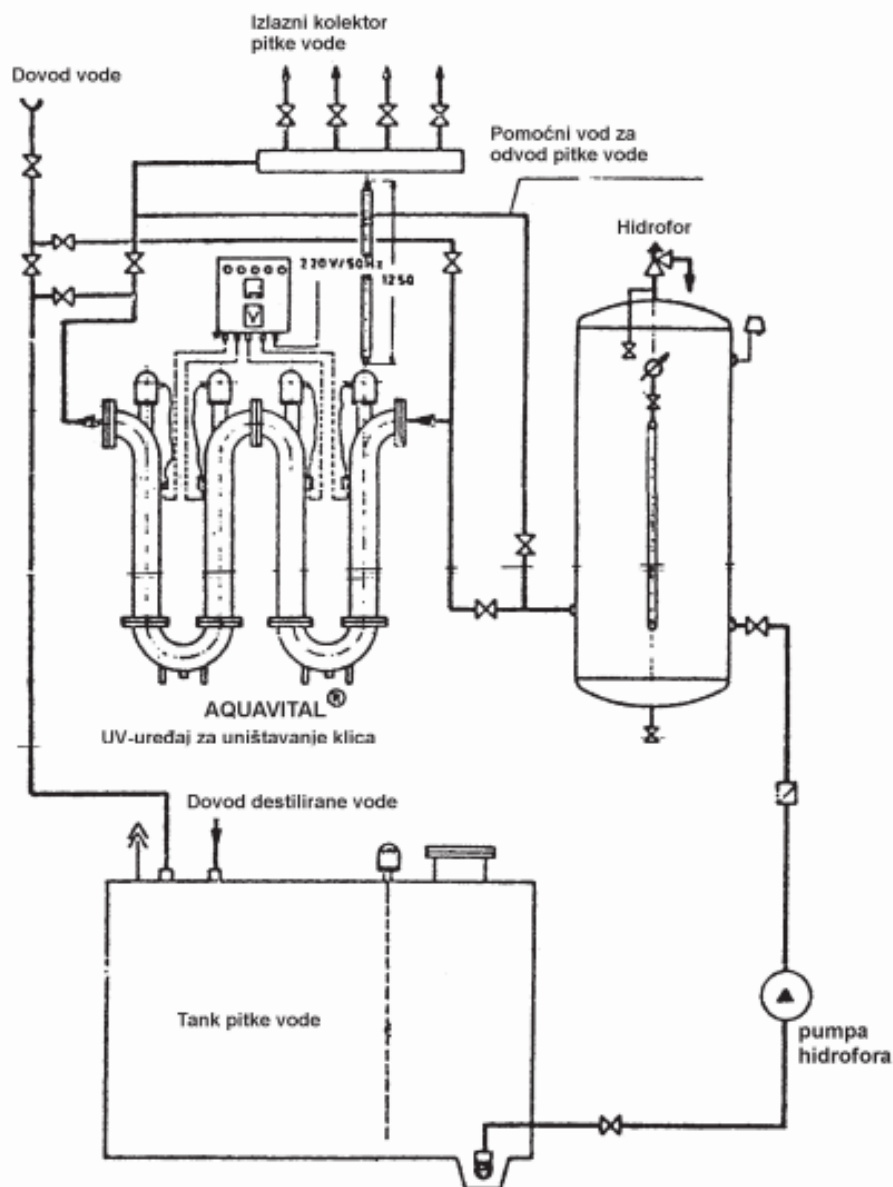 Izlazni kolektor
pitke vode
Dovod vode
Pomoćni vod za
odvod pitke vode
Hidrofor
220V/50Hz
1250
V
AQUAVITAL®
UV-uređaj za uništavanje klica
Dovod destilirane vode
Tank pitke vode
pumpa
hidrofora